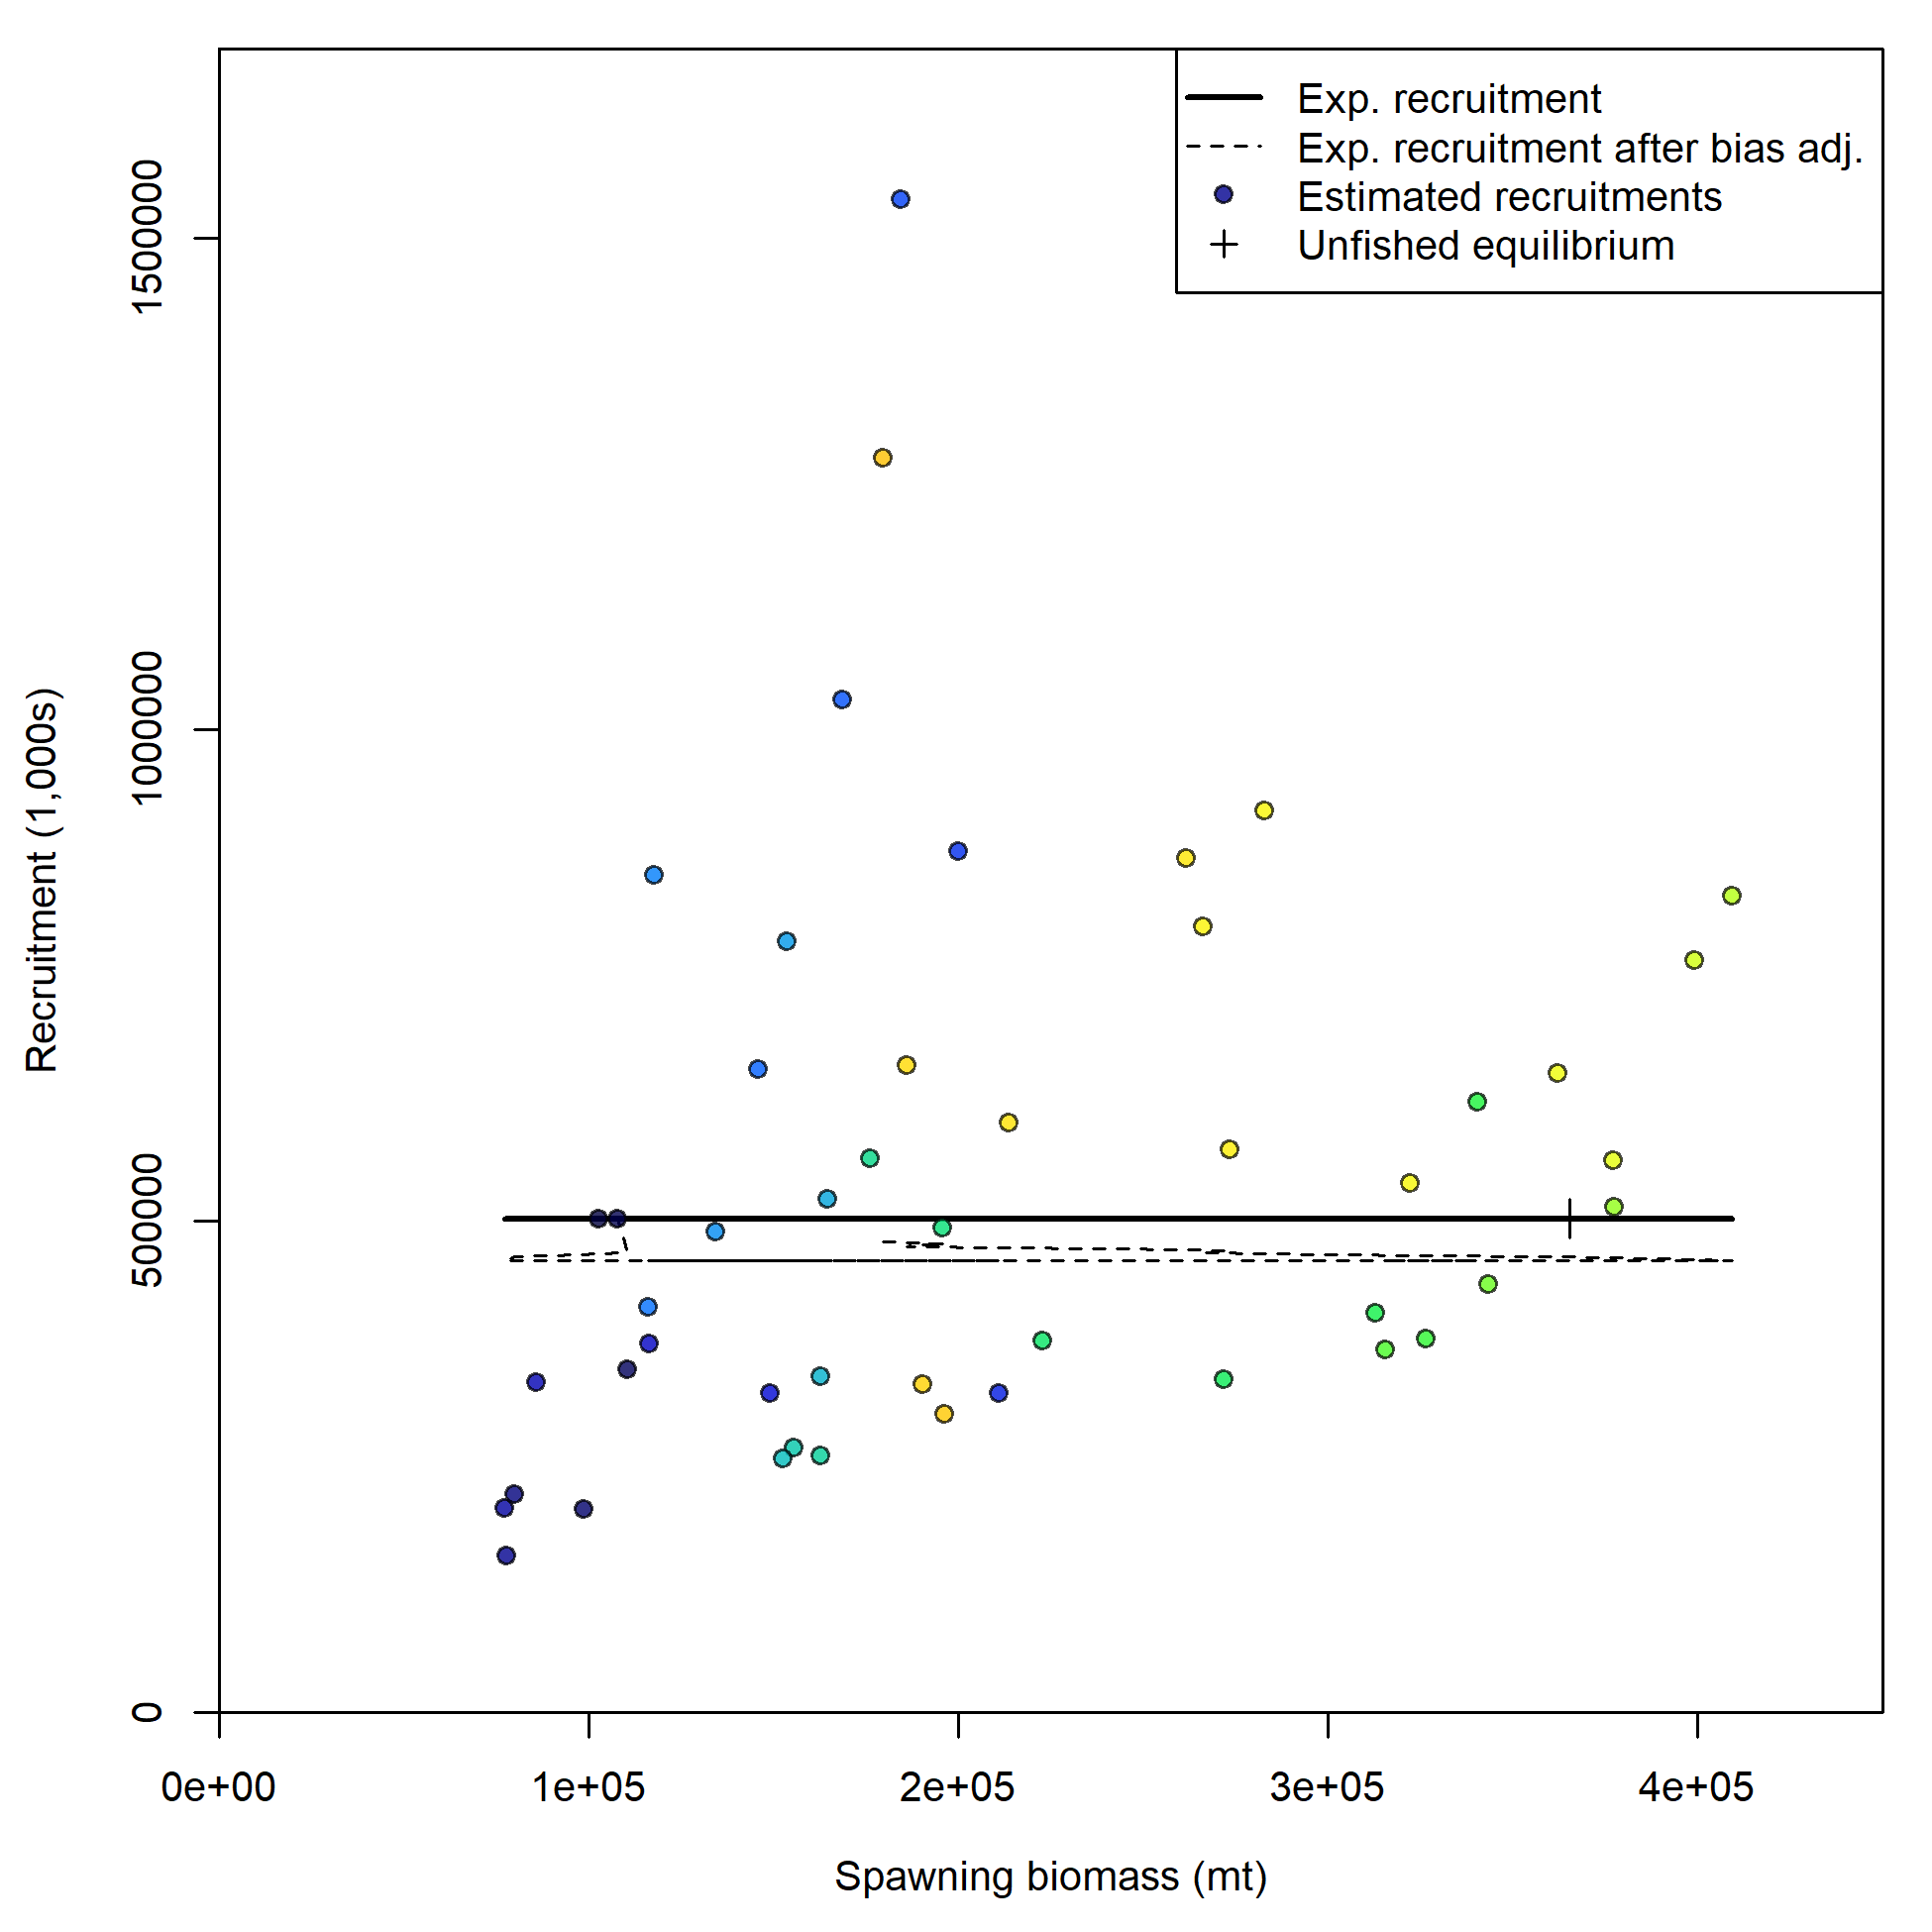 Exp. recruitment
Exp. recruitment after bias adj.
Estimated recruitments
Unfished equilibrium
Recruitment (1,000s)
1500000
1000000
500000
0
0e+00 1e+05 2e+05 3e+05 4e+05
Spawning biomass (mt)